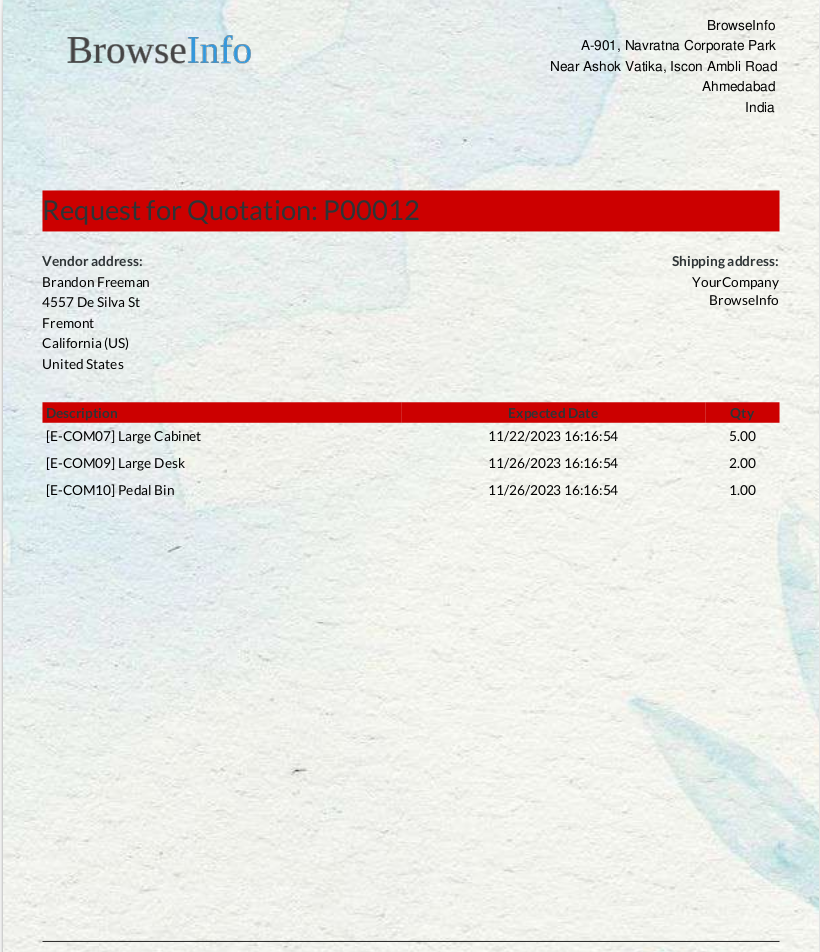 BrowseInfo
BrowseInfo
A-901, Navratna Corporate Park
Near Ashok Vatika, Iscon Ambli Road
Ahmedabad
India
Request for Quotation: P00012
Vendor address:
Brandon Freeman
4557 De Silva St
Fremont
California (US)
United States
Shipping address:
YourCompany
BrowseInfo
Description Expected Date Qty
[E-COM07] Large Cabinet 11/22/2023 16:16:54 5.00
[E-COM09] Large Desk 11/26/2023 16:16:54 2.00
[E-COM10] Pedal Bin 11/26/2023 16:16:54 1.00